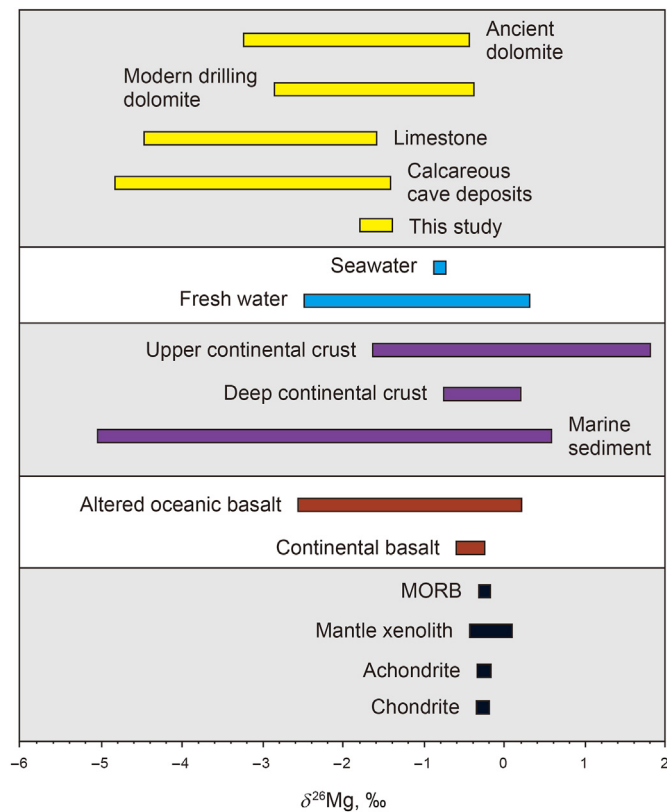 Ancient
dolomite
Modern drilling
dolomite
Limestone
Calcareous
cave deposits
This study
Seawater
Fresh water
Upper continental crust
Deep continental crust
Marine
sediment
Altered oceanic basalt
Continental basalt
MORB
Mantle xenolith
Achondrite
Chondrite
–6 –5 –4 –3 –2 –1 0 1 2
δ²⁶Mg, ‰